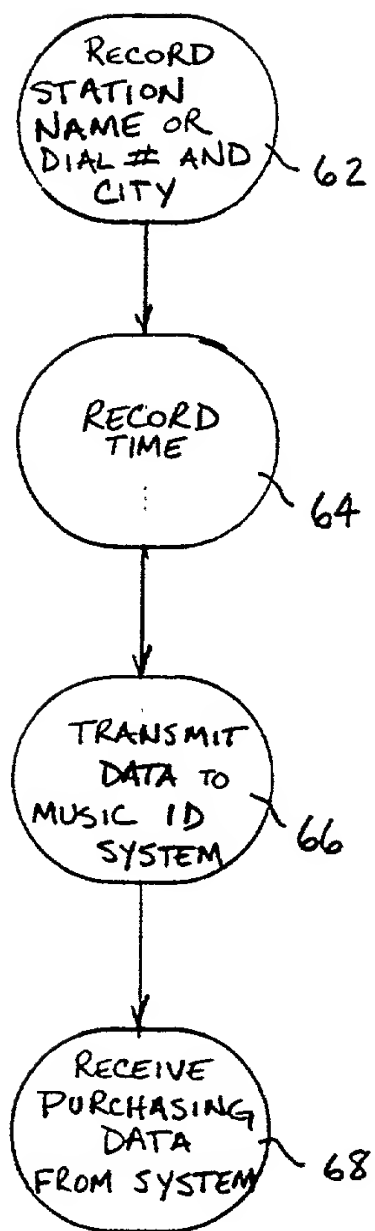 RECORD
STATION
NAME OR
DIAL # AND
CITY
62
RECORD
TIME
64
TRANSMIT
DATA TO
MUSIC ID
SYSTEM
66
RECEIVE
PURCHASING
DATA
FROM SYSTEM
68